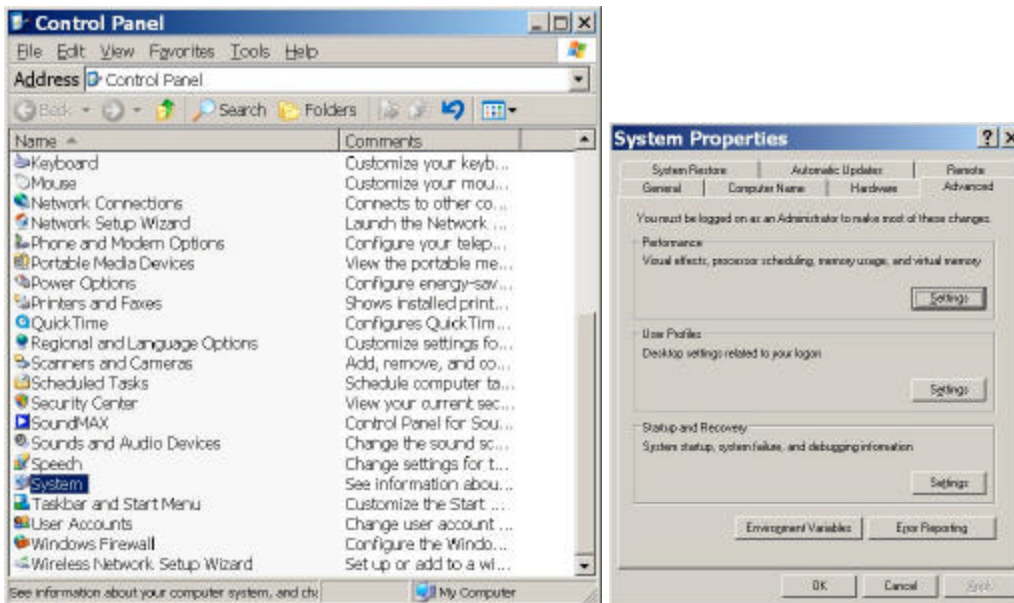 Control Panel
File Edit View Favorites Tools Help
Address Control Panel
Back Search Folders
Name Comments
Keyboard Customize your keyb...
Mouse Customize your mou...
Network Connections Connects to other co...
Network Setup Wizard Launch the Network ...
Phone and Modem Options Configure your telep...
Portable Media Devices View the portable me...
Power Options Configure energy-sav...
Printers and Faxes Shows installed print...
QuickTime Configures QuickTim...
Regional and Language Options Customize settings fo...
Scanners and Cameras Add, remove, and co...
Scheduled Tasks Schedule computer ta...
Security Center View your current sec...
SoundMAX Control Panel for Sou...
Sounds and Audio Devices Change the sound sc...
Speech Change settings for t...
System See information abou...
Taskbar and Start Menu Customize the Start ...
User Accounts Change user account ...
Windows Firewall Configure the Windo...
Wireless Network Setup Wizard Set up or add to a wi...
See information about your computer system, and cha My Computer
System Properties
System Restore Automatic Updates Remote
General Computer Name Hardware Advanced
You must be logged on as an Administrator to make most of these changes.
Performance
Visual effects, processor scheduling, memory usage, and virtual memory
Settings
User Profiles
Desktop settings related to your logon
Settings
Startup and Recovery
System startup, system failure, and debugging information
Settings
Environment Variables Error Reporting
OK Cancel Apply